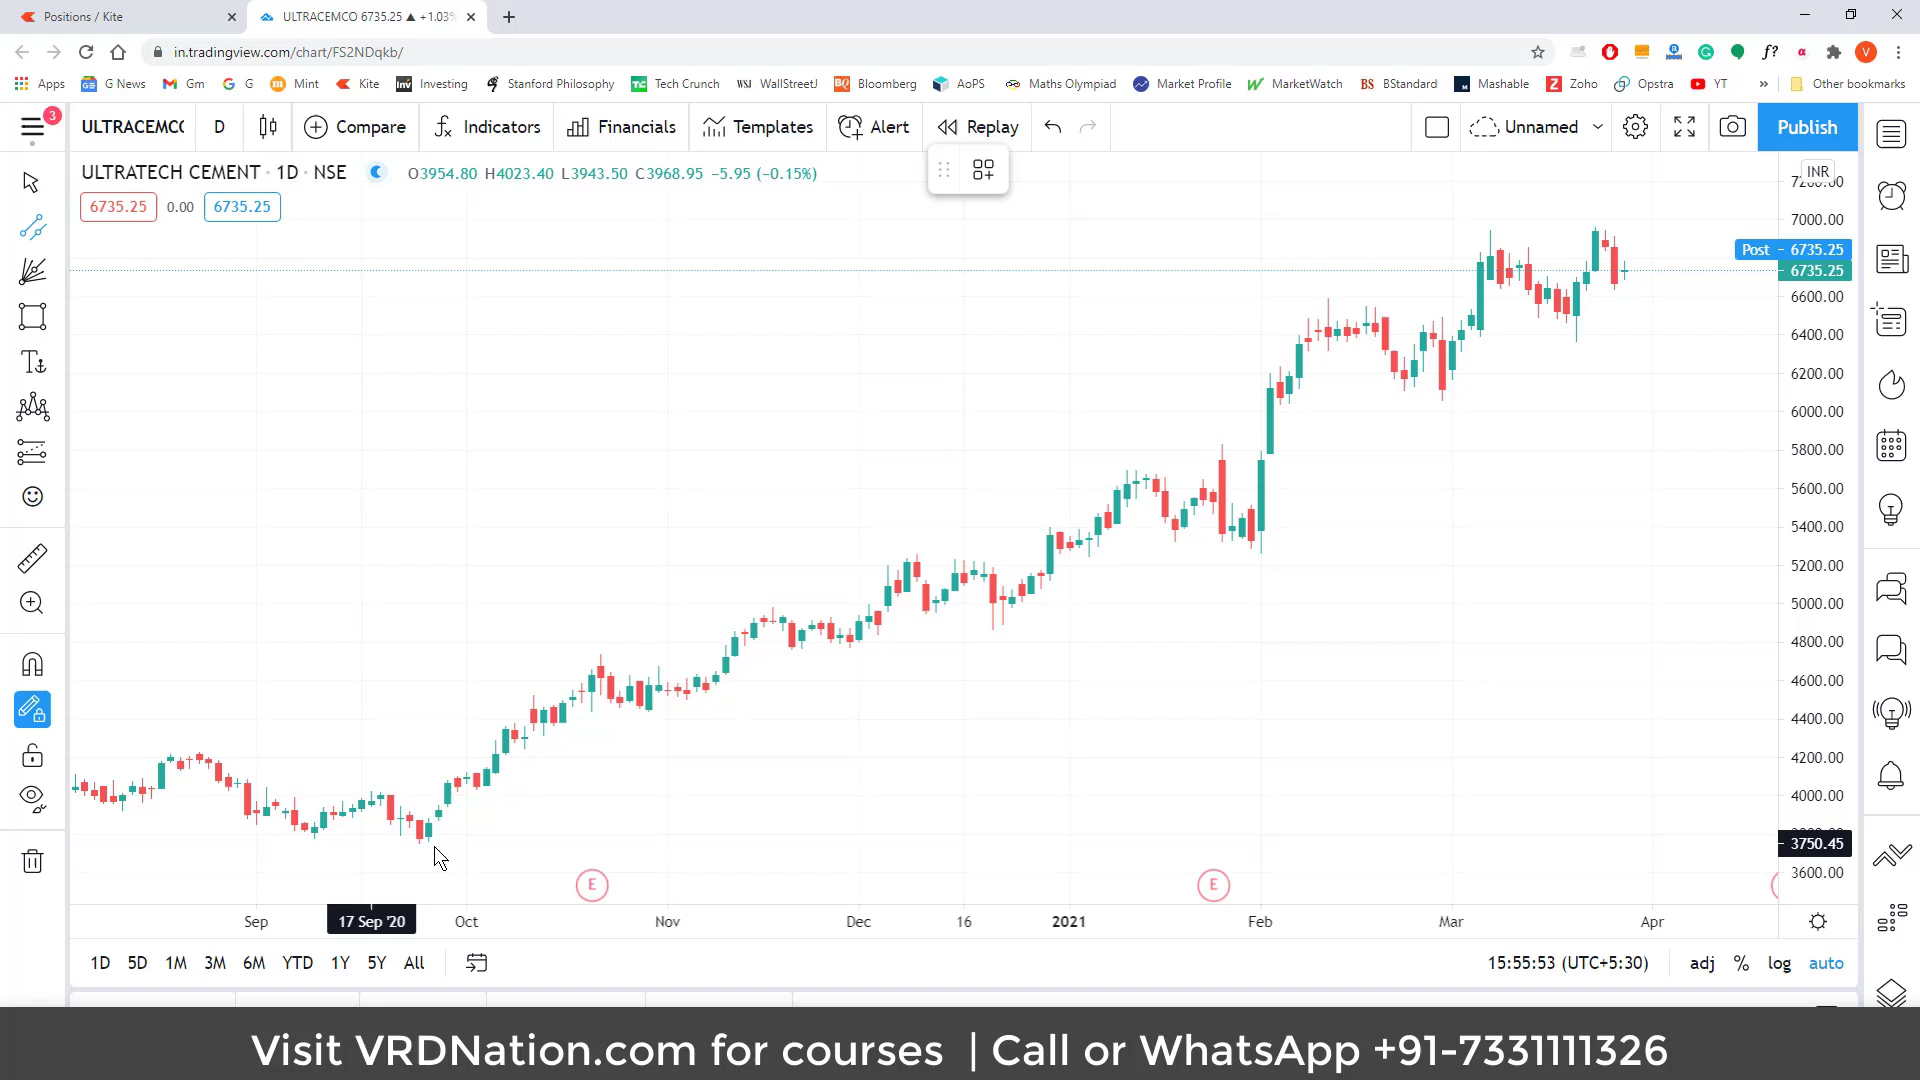 Positions / Kite
ULTRACEMCO 6735.25 ▲ +1.03%
in.tradingview.com/chart/FS2NDqkb/
Apps G News Gm G Mint Kite Investing Stanford Philosophy Tech Crunch WallStreetJ Bloomberg AoPS Maths Olympiad Market Profile MarketWatch BStandard Mashable Zoho Opstra YT » Other bookmarks
3
ULTRACEMCO D Compare Indicators Financials Templates Alert Replay Unnamed Publish
ULTRATECH CEMENT · 1D · NSE O3954.80 H4023.40 L3943.50 C3968.95 −5.95 (−0.15%)
6735.25 0.00 6735.25
INR
7200.00
7000.00
Post 6735.25
6735.25
6600.00
6400.00
6200.00
6000.00
5800.00
5600.00
5400.00
5200.00
5000.00
4800.00
4600.00
4400.00
4200.00
4000.00
3750.45
3600.00
E E
Sep 17 Sep '20 Oct Nov Dec 16 2021 Feb Mar Apr
1D 5D 1M 3M 6M YTD 1Y 5Y All 15:55:53 (UTC+5:30) adj % log auto
Visit VRDNation.com for courses | Call or WhatsApp +91-7331111326